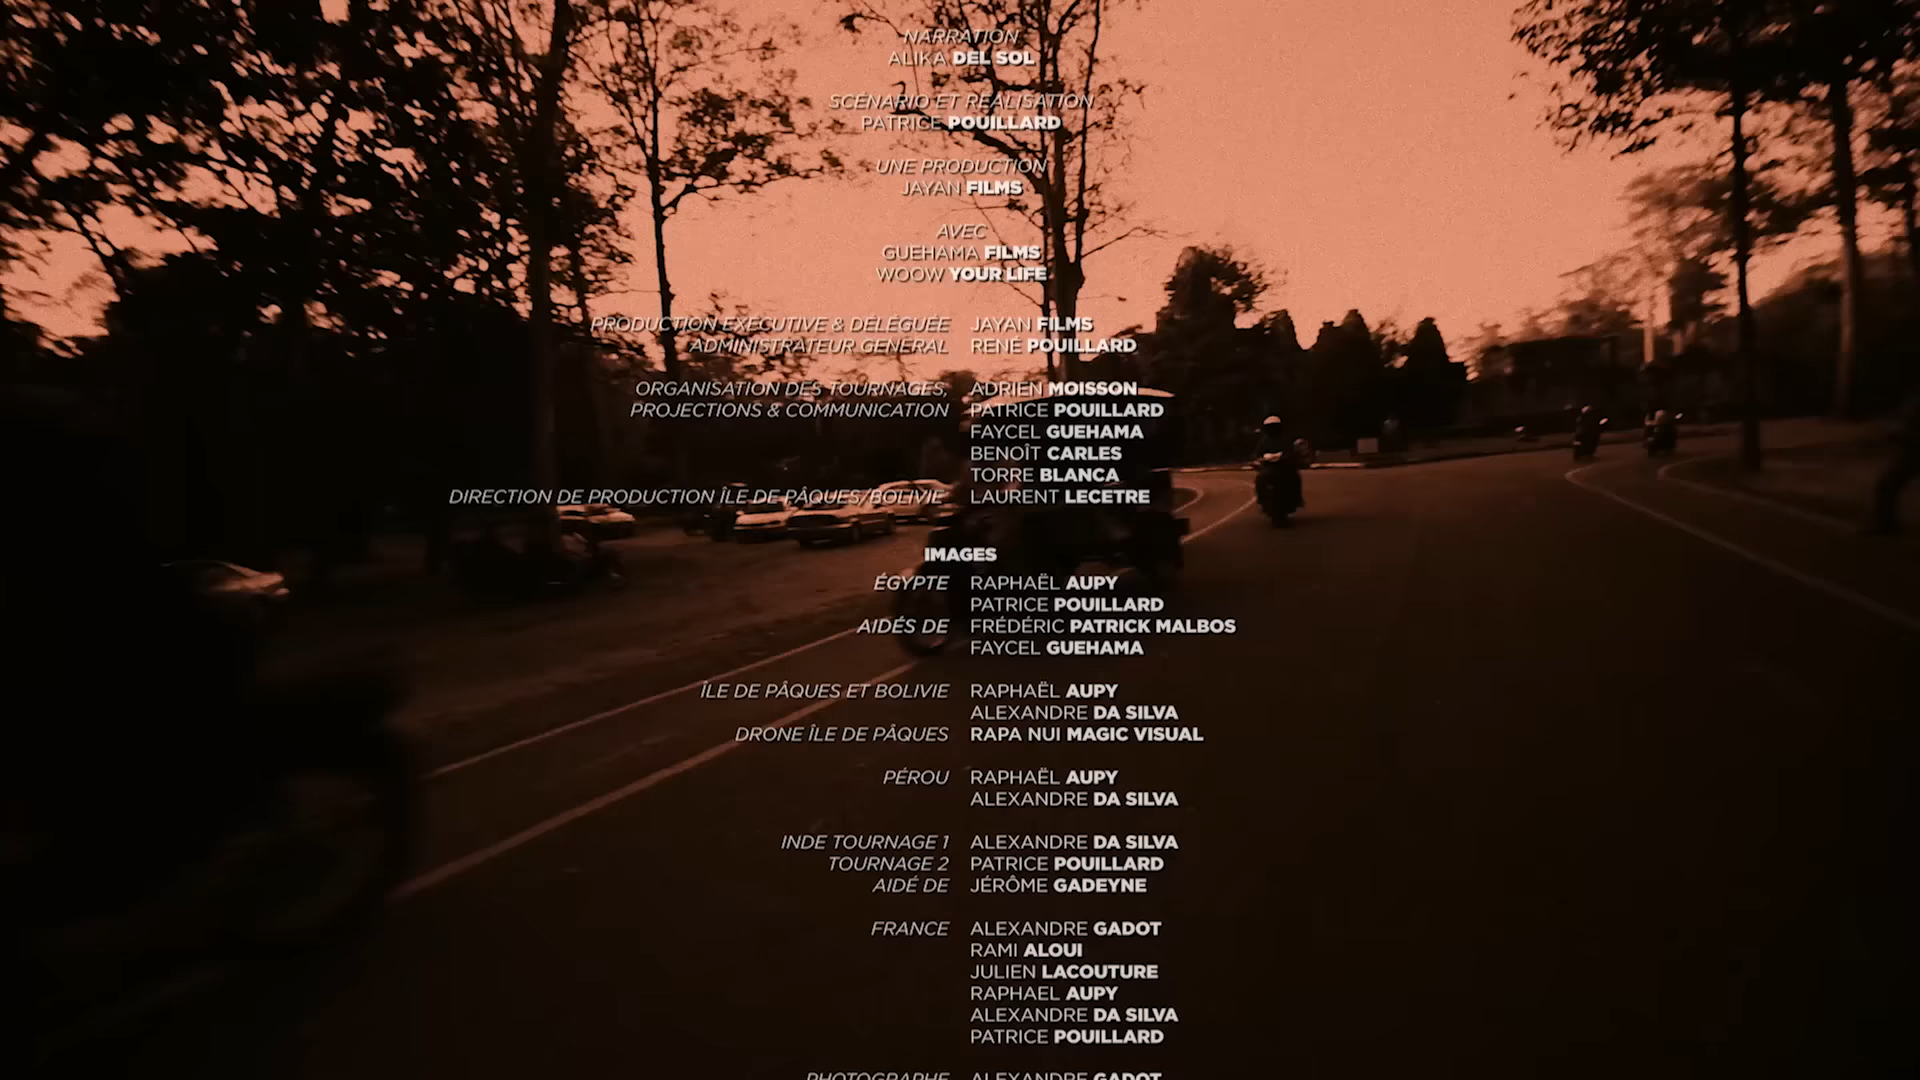 NARRATION
ALIKA DEL SOL
SCÉNARIO ET RÉALISATION
PATRICE POUILLARD
UNE PRODUCTION
JAYAN FILMS
AVEC
GUEHAMA FILMS
WOOW YOUR LIFE
PRODUCTION EXÉCUTIVE & DÉLÉGUÉE JAYAN FILMS
ADMINISTRATEUR GÉNÉRAL RENÉ POUILLARD
ORGANISATION DES TOURNAGES, ADRIEN MOISSON
PROJECTIONS & COMMUNICATION PATRICE POUILLARD
FAYCEL GUEHAMA
BENOÎT CARLES
TORRE BLANCA
DIRECTION DE PRODUCTION ÎLE DE PÂQUES/BOLIVIE LAURENT LECETRE
IMAGES
ÉGYPTE RAPHAËL AUPY
PATRICE POUILLARD
AIDÉS DE FRÉDÉRIC PATRICK MALBOS
FAYCEL GUEHAMA
ÎLE DE PÂQUES ET BOLIVIE RAPHAËL AUPY
ALEXANDRE DA SILVA
DRONE ÎLE DE PÂQUES RAPA NUI MAGIC VISUAL
PÉROU RAPHAËL AUPY
ALEXANDRE DA SILVA
INDE TOURNAGE 1 ALEXANDRE DA SILVA
TOURNAGE 2 PATRICE POUILLARD
AIDÉ DE JÉRÔME GADEYNE
FRANCE ALEXANDRE GADOT
RAMI ALOUI
JULIEN LACOUTURE
RAPHAEL AUPY
ALEXANDRE DA SILVA
PATRICE POUILLARD
PHOTOGRAPHE ALEXANDRE GADOT